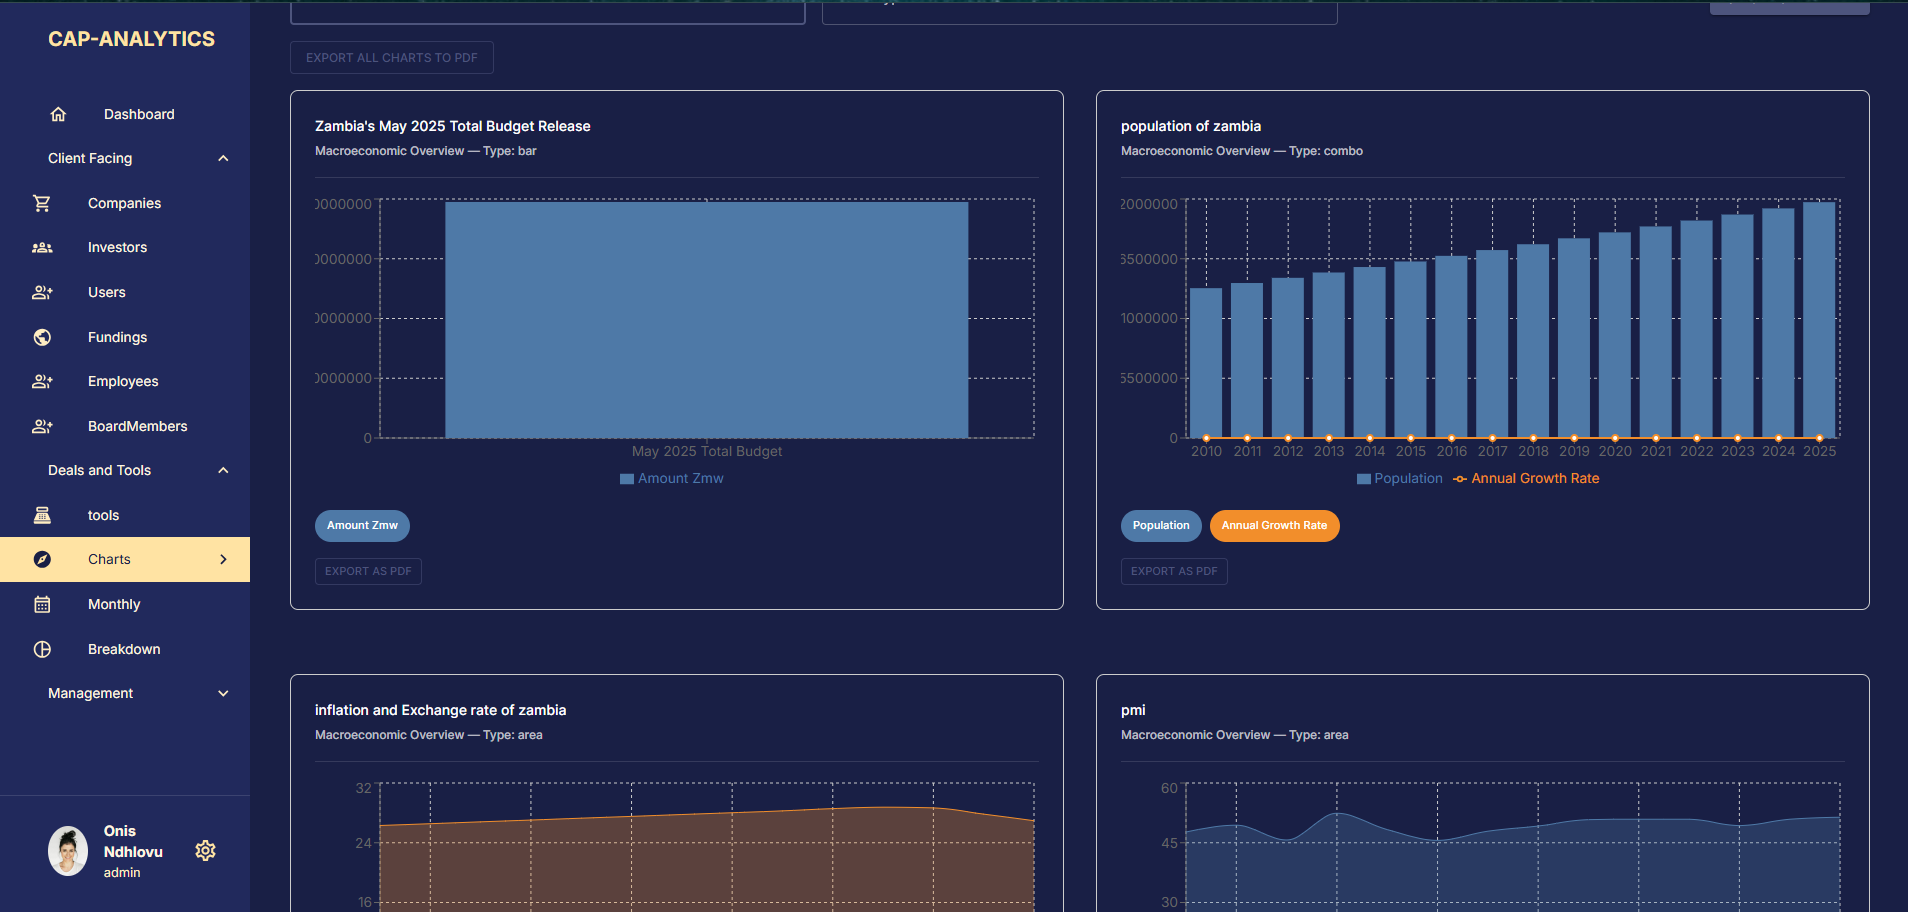 CAP-ANALYTICS
Dashboard
Client Facing
Companies
Investors
Users
Fundings
Employees
BoardMembers
Deals and Tools
tools
Charts
Monthly
Breakdown
Management
Onis
Ndhlovu
admin
EXPORT ALL CHARTS TO PDF
Zambia's May 2025 Total Budget Release
Macroeconomic Overview — Type: bar
0000000
0000000
0000000
0000000
0
May 2025 Total Budget
Amount Zmw
Amount Zmw
EXPORT AS PDF
population of zambia
Macroeconomic Overview — Type: combo
2000000
6500000
1000000
5500000
0
2010 2011 2012 2013 2014 2015 2016 2017 2018 2019 2020 2021 2022 2023 2024 2025
Population Annual Growth Rate
Population Annual Growth Rate
EXPORT AS PDF
inflation and Exchange rate of zambia
Macroeconomic Overview — Type: area
32
24
16
pmi
Macroeconomic Overview — Type: area
60
45
30